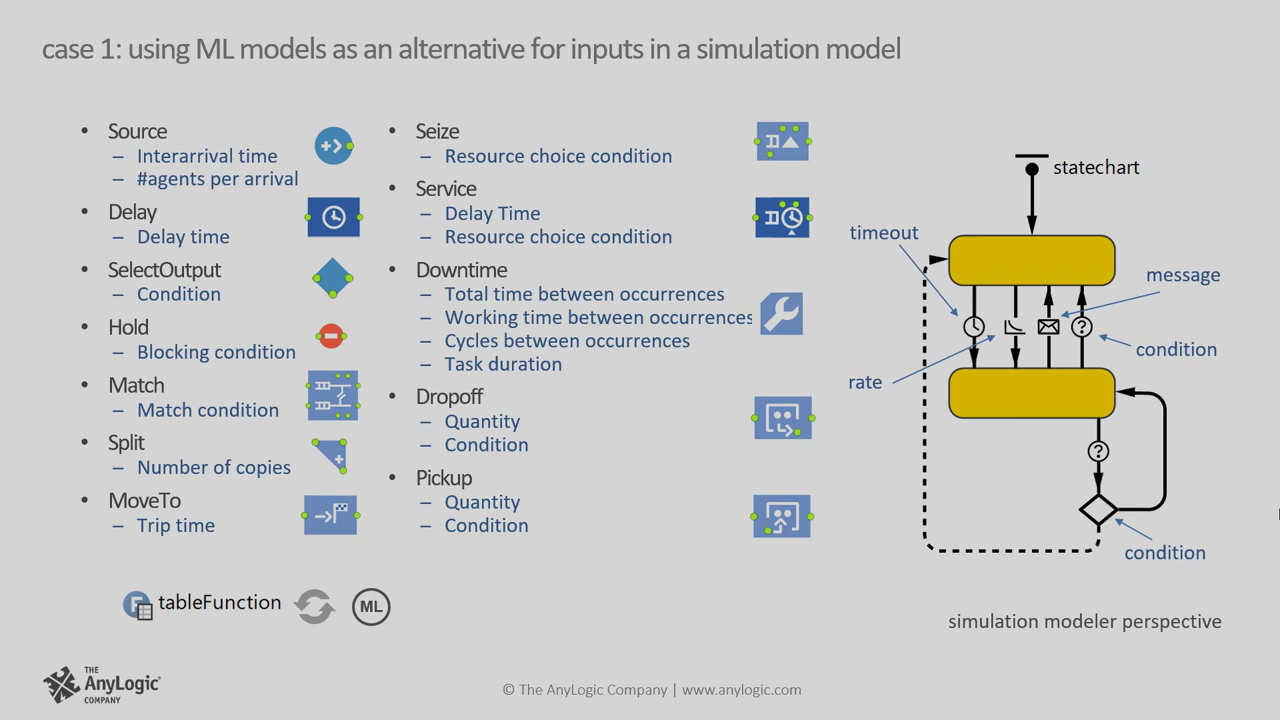 case 1: using ML models as an alternative for inputs in a simulation model
• Source
– Interarrival time
– #agents per arrival
• Delay
– Delay time
• SelectOutput
– Condition
• Hold
– Blocking condition
• Match
– Match condition
• Split
– Number of copies
• MoveTo
– Trip time
• Seize
– Resource choice condition
• Service
– Delay Time
– Resource choice condition
• Downtime
– Total time between occurrences
– Working time between occurrences
– Cycles between occurrences
– Task duration
• Dropoff
– Quantity
– Condition
• Pickup
– Quantity
– Condition
statechart
timeout
message
?
condition
rate
?
condition
F tableFunction ML
simulation modeler perspective
THE
AnyLogic
COMPANY
© The AnyLogic Company | www.anylogic.com